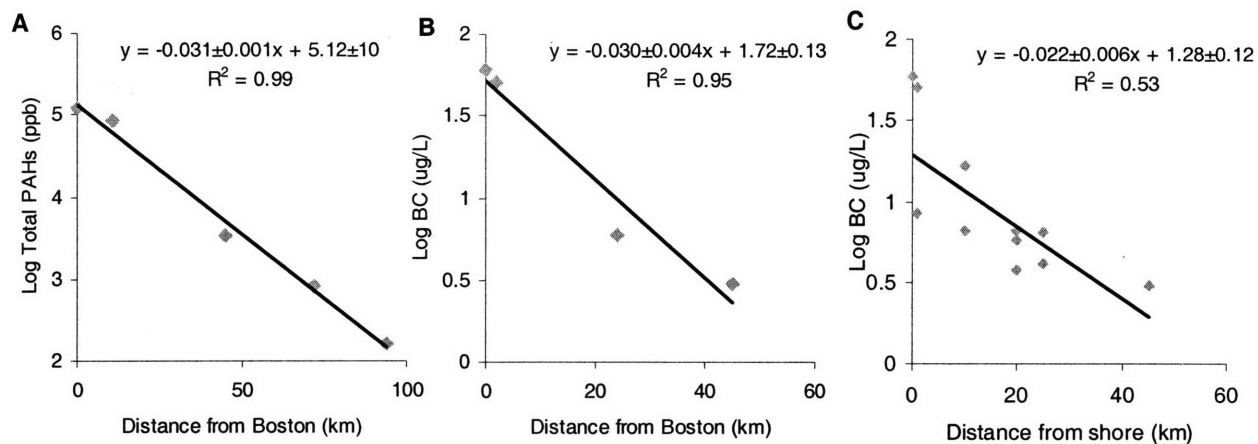 A
y = -0.031±0.001x + 5.12±10
R² = 0.99
Log Total PAHs (ppb)
6
5
4
3
2
0
50
100
Distance from Boston (km)
B
y = -0.030±0.004x + 1.72±0.13
R² = 0.95
Log BC (ug/L)
2
1.5
1
0.5
0
0
20
40
60
Distance from Boston (km)
C
y = -0.022±0.006x + 1.28±0.12
R² = 0.53
Log BC (ug/L)
2
1.5
1
0.5
0
0
20
40
60
Distance from shore (km)